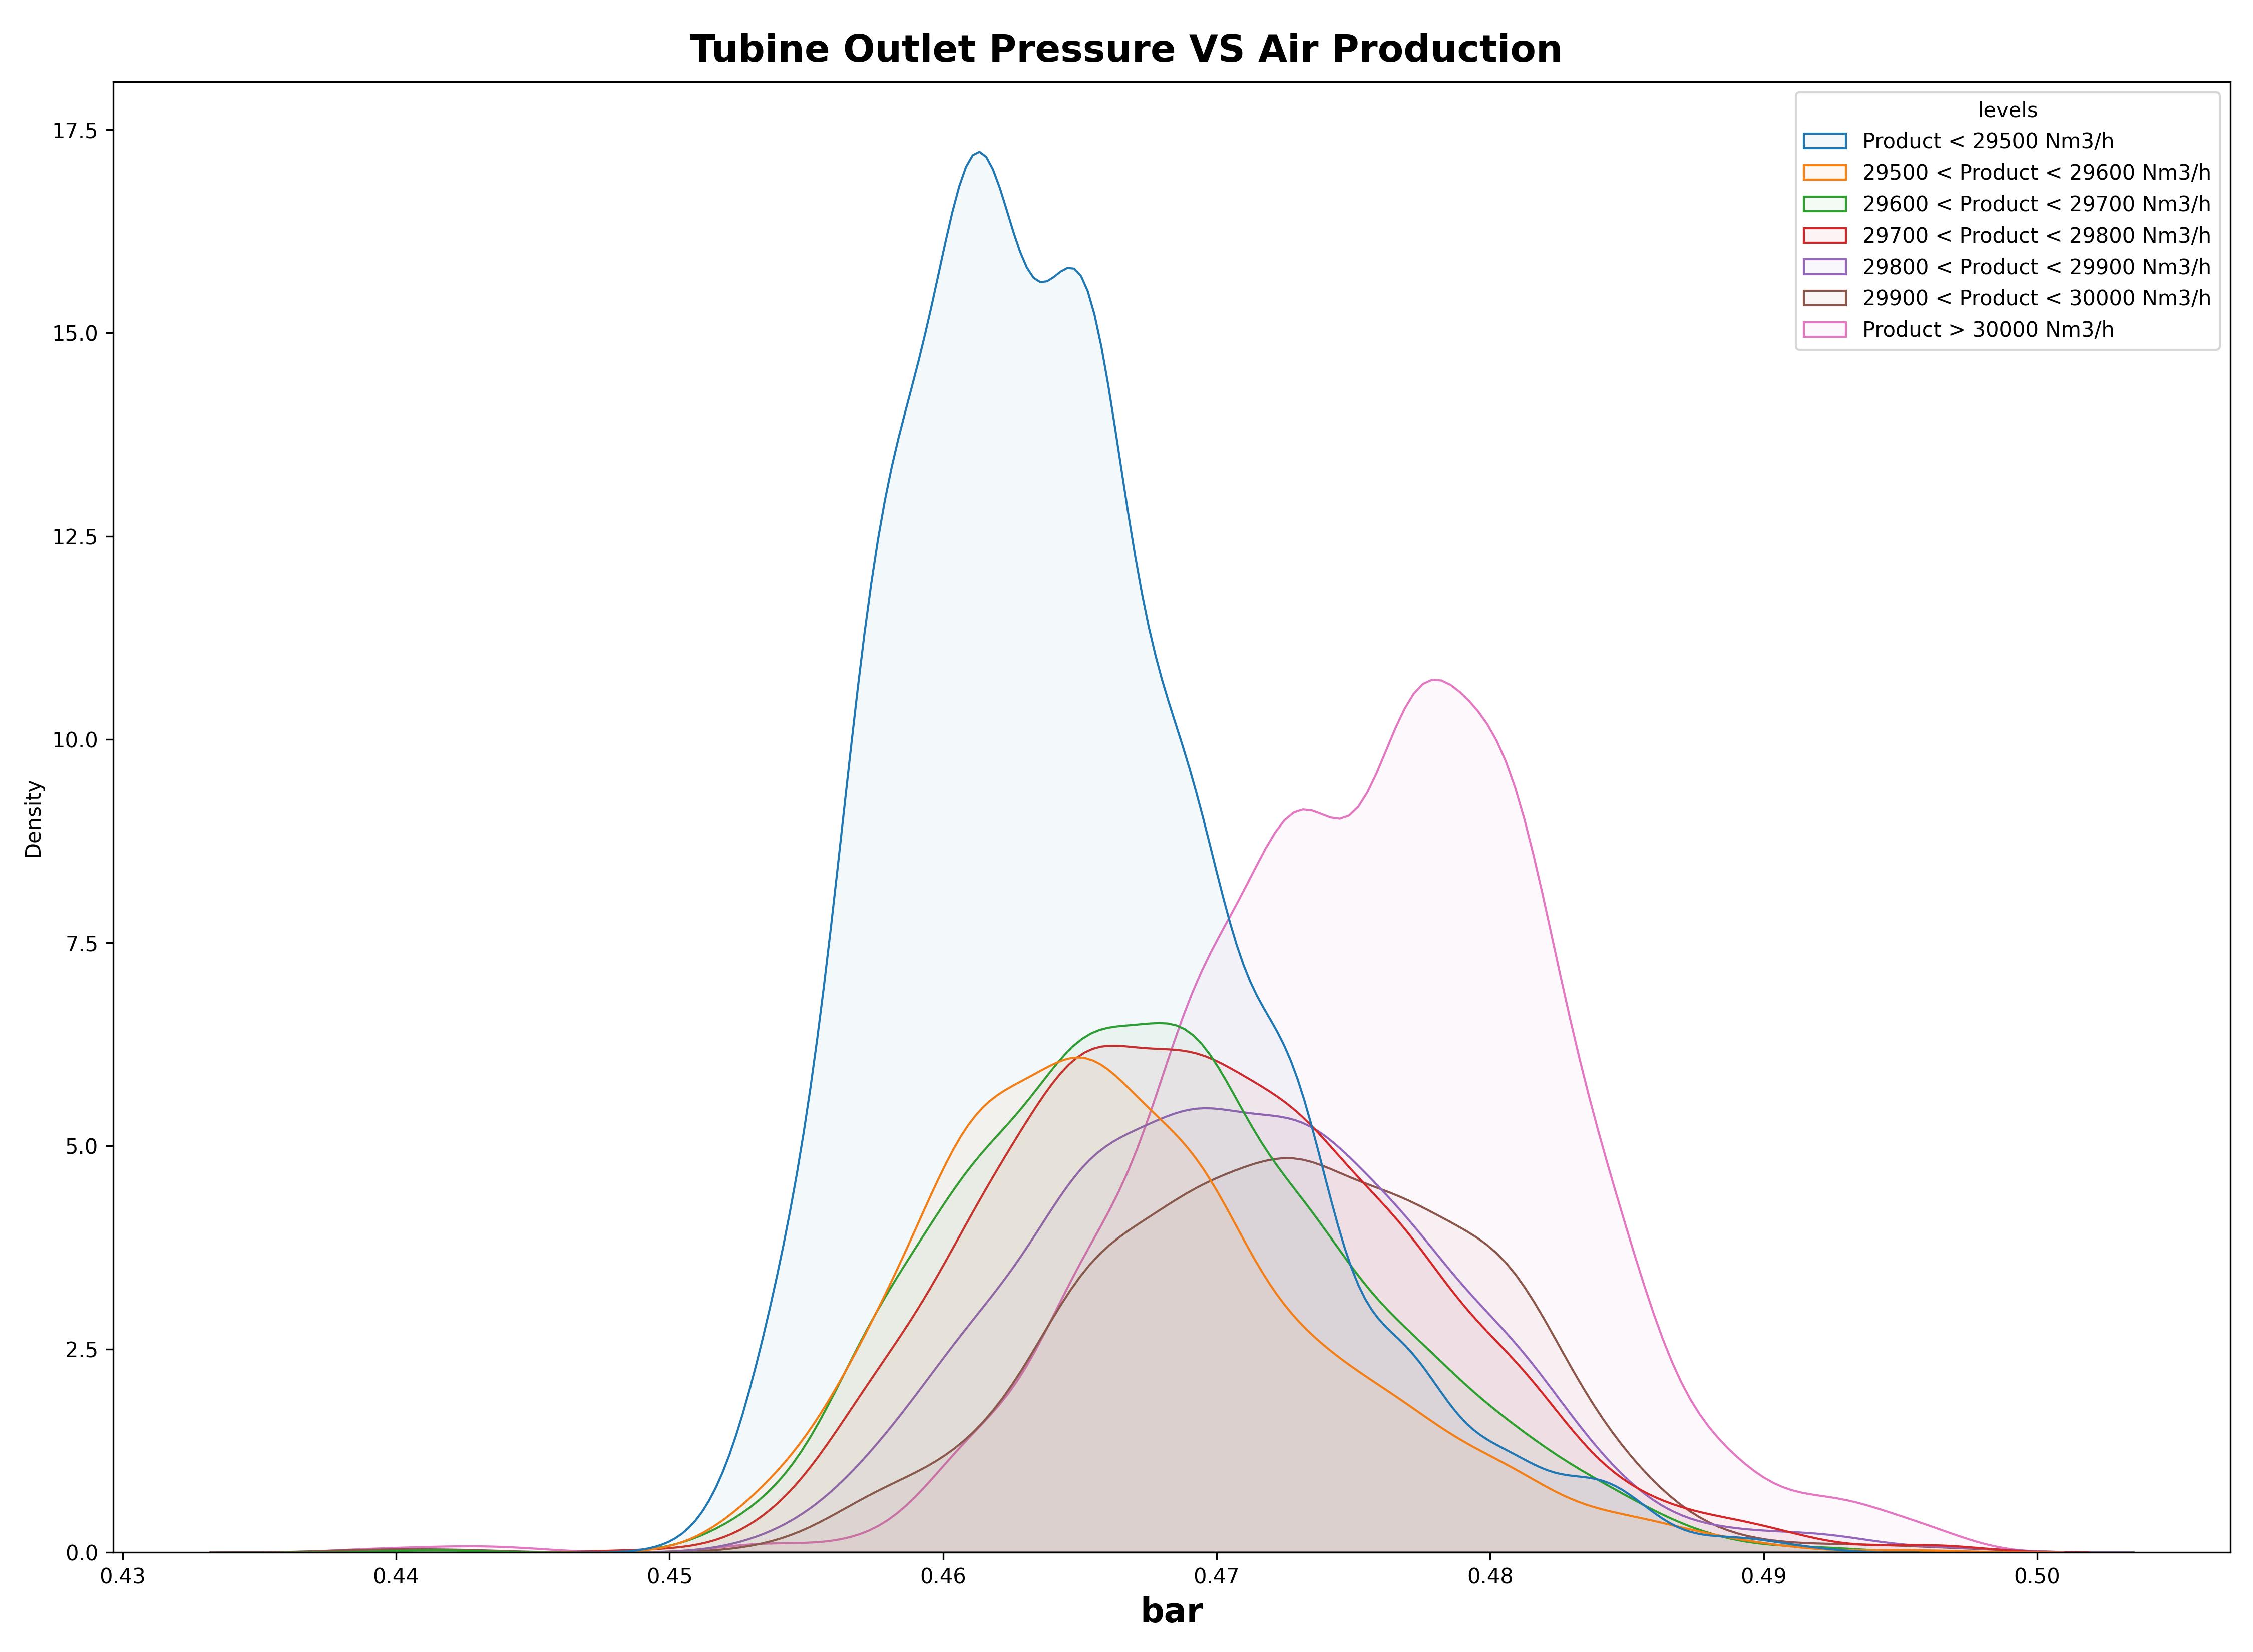 Tubine Outlet Pressure VS Air Production
levels
Product < 29500 Nm3/h
29500 < Product < 29600 Nm3/h
29600 < Product < 29700 Nm3/h
29700 < Product < 29800 Nm3/h
29800 < Product < 29900 Nm3/h
29900 < Product < 30000 Nm3/h
Product > 30000 Nm3/h
17.5
15.0
12.5
10.0
7.5
5.0
2.5
0.0
Density
0.43 0.44 0.45 0.46 0.47 0.48 0.49 0.50
bar